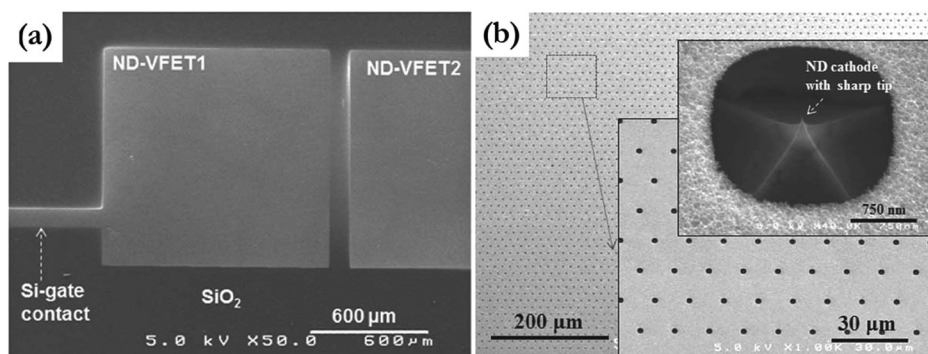 (a)
ND-VFET1
ND-VFET2
Si-gate
contact
SiO₂
600 µm
5.0 kV X50.0 600µm
(b)
ND cathode
with sharp tip
750 nm
200 µm
30 µm
5.0 kV X1.00K 30.0µm